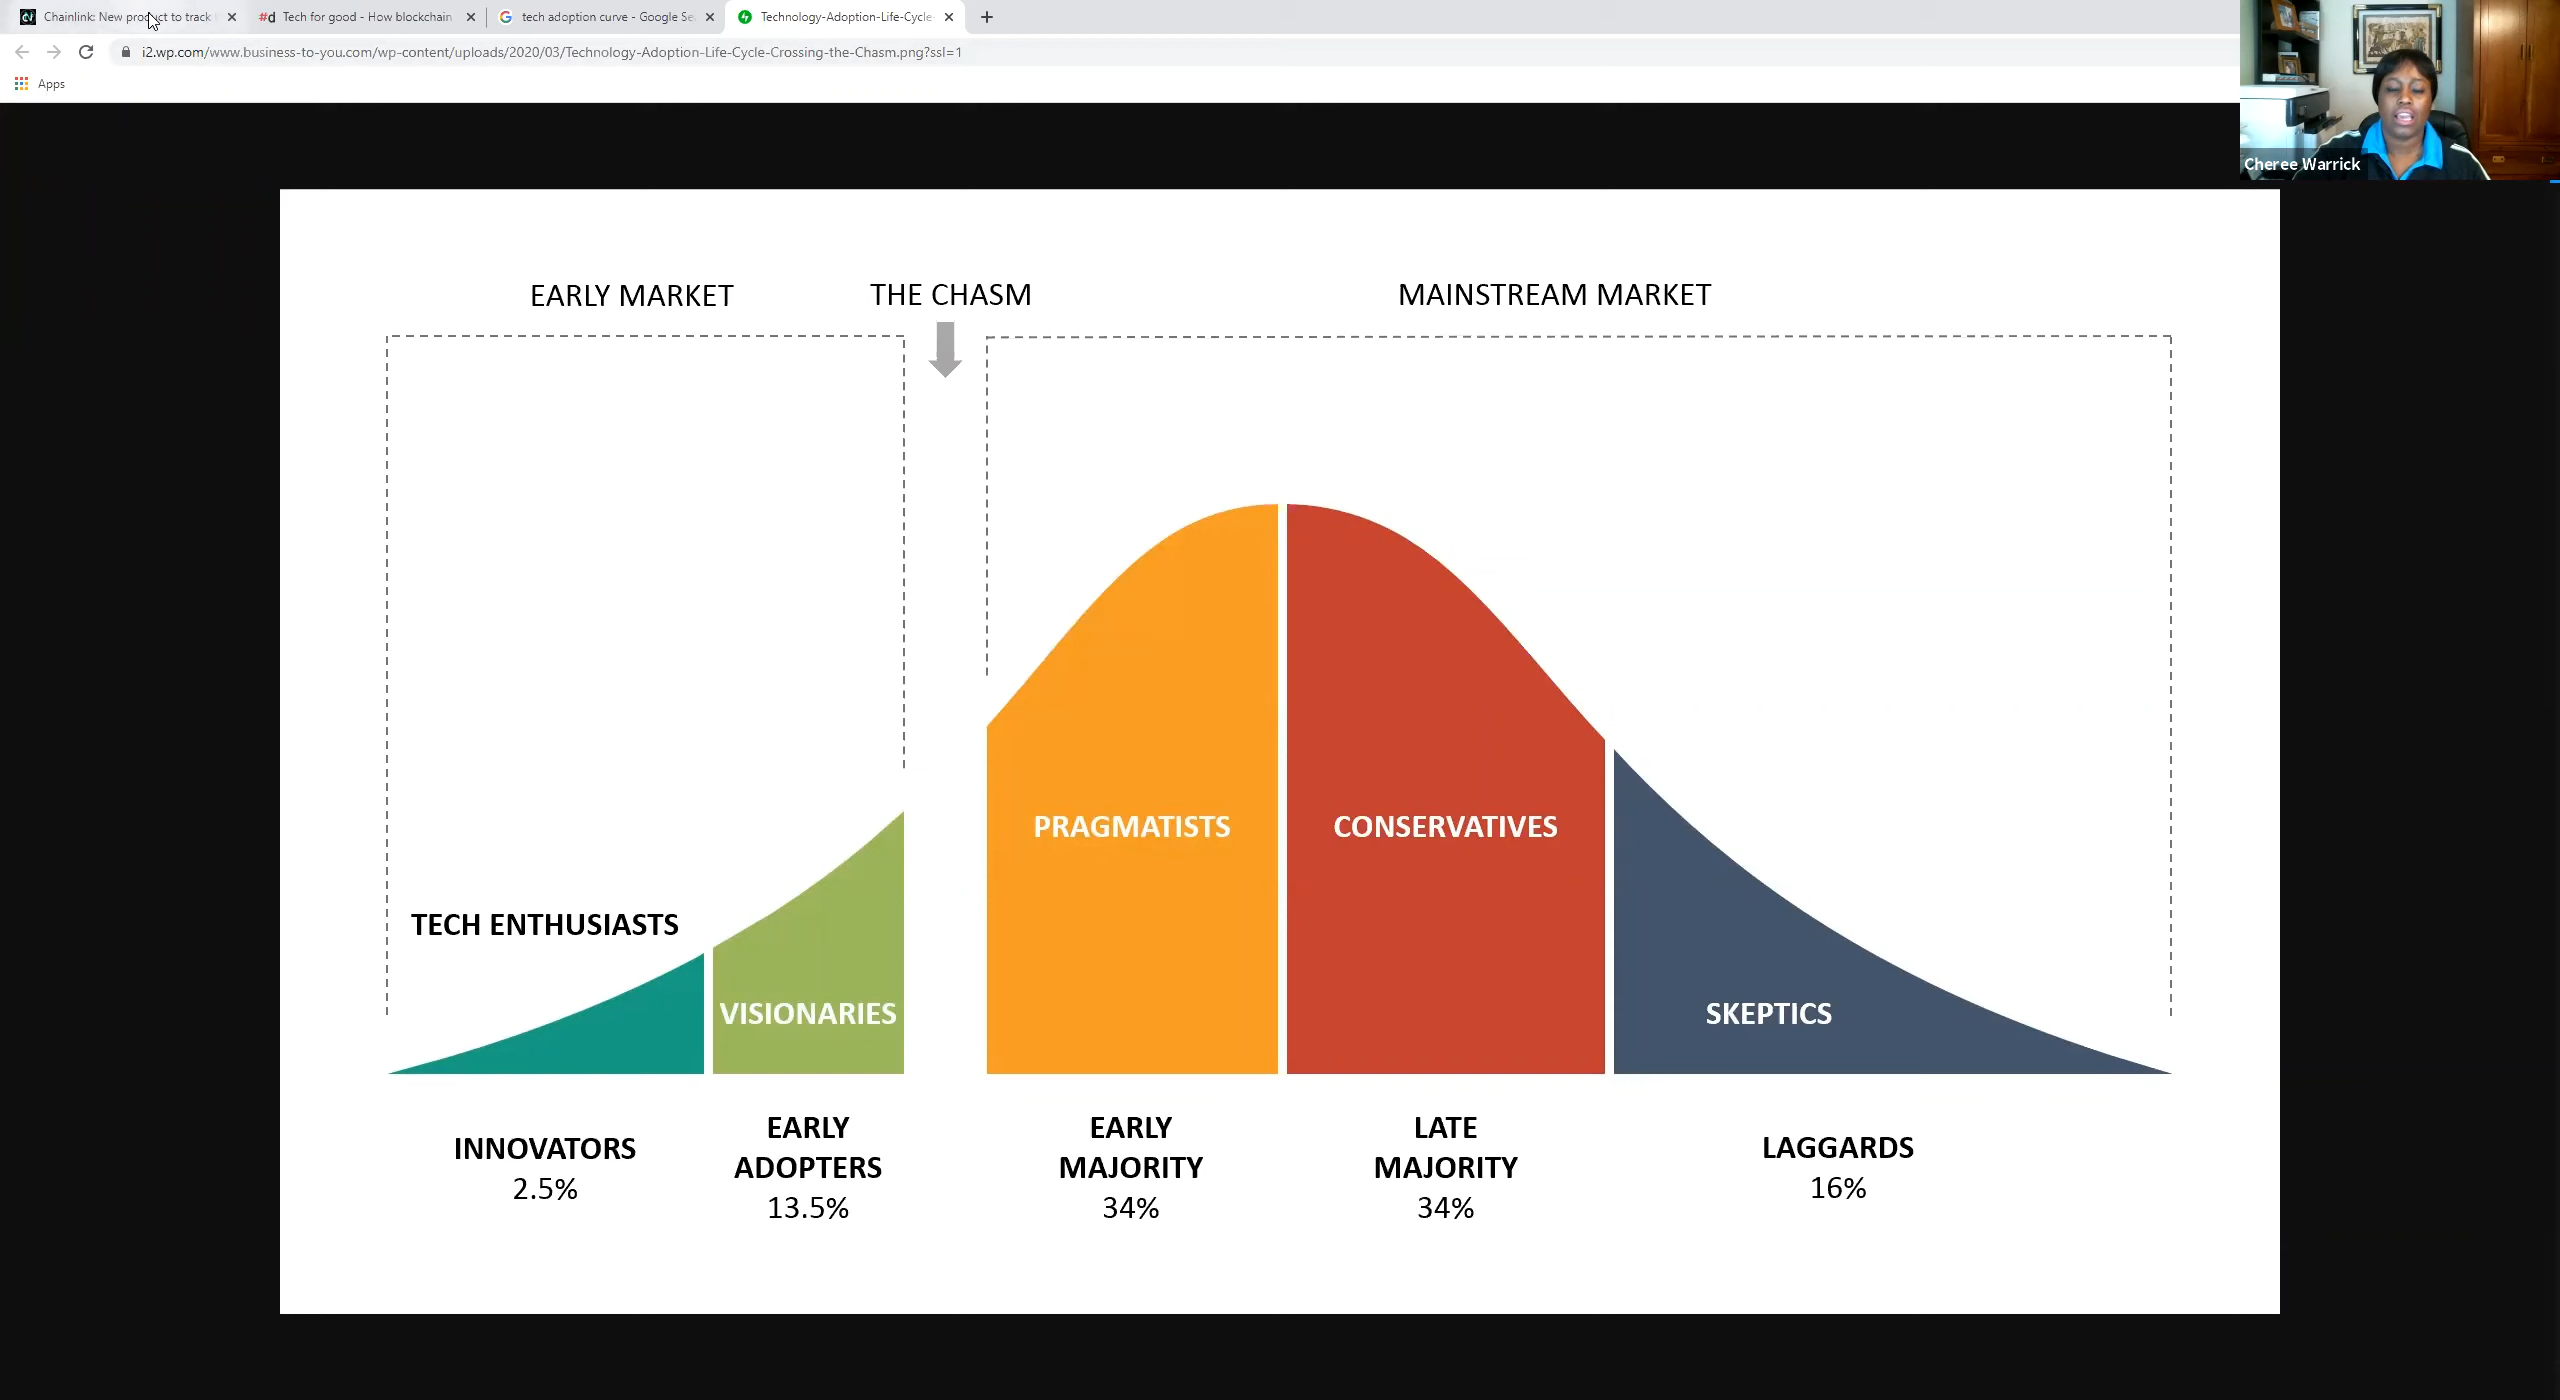 Chainlink: New product to track
#d Tech for good - How blockchain
tech adoption curve - Google Se
Technology-Adoption-Life-Cycle-
i2.wp.com/www.business-to-you.com/wp-content/uploads/2020/03/Technology-Adoption-Life-Cycle-Crossing-the-Chasm.png?ssl=1
Apps
Cheree Warrick
EARLY MARKET
THE CHASM
MAINSTREAM MARKET
PRAGMATISTS
CONSERVATIVES
TECH ENTHUSIASTS
VISIONARIES
SKEPTICS
INNOVATORS
2.5%
EARLY
ADOPTERS
13.5%
EARLY
MAJORITY
34%
LATE
MAJORITY
34%
LAGGARDS
16%